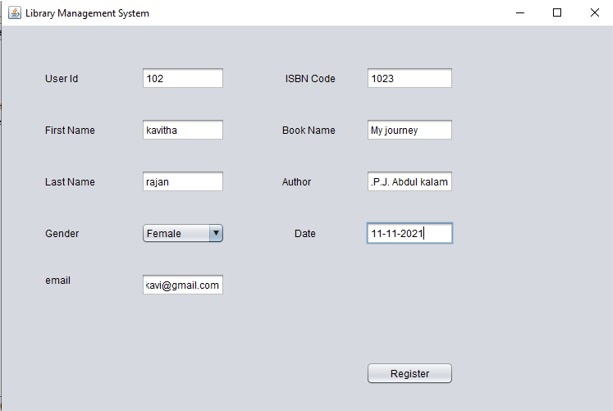 Library Management System
User Id 102 ISBN Code 1023
First Name kavitha Book Name My journey
Last Name rajan Author .P.J. Abdul kalam
Gender Female Date 11-11-2021
email kavi@gmail.com
Register